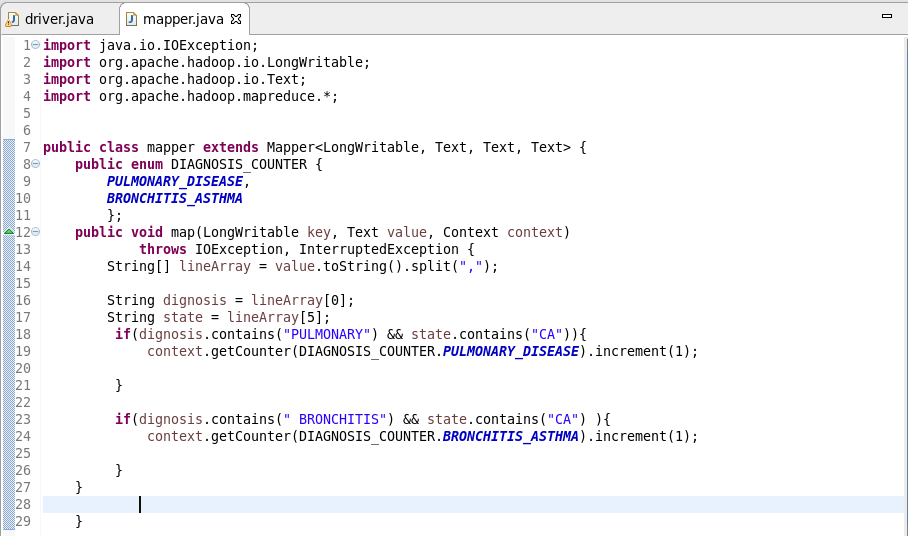 driver.java
mapper.java
1 import java.io.IOException;
2 import org.apache.hadoop.io.LongWritable;
3 import org.apache.hadoop.io.Text;
4 import org.apache.hadoop.mapreduce.*;
5
6
7 public class mapper extends Mapper<LongWritable, Text, Text, Text> {
8     public enum DIAGNOSIS_COUNTER {
9         PULMONARY_DISEASE,
10         BRONCHITIS_ASTHMA
11         };
12     public void map(LongWritable key, Text value, Context context)
13             throws IOException, InterruptedException {
14         String[] lineArray = value.toString().split(",");
15
16         String dignosis = lineArray[0];
17         String state = lineArray[5];
18          if(dignosis.contains("PULMONARY") && state.contains("CA")){
19              context.getCounter(DIAGNOSIS_COUNTER.PULMONARY_DISEASE).increment(1);
20
21          }
22
23          if(dignosis.contains(" BRONCHITIS") && state.contains("CA") ){
24              context.getCounter(DIAGNOSIS_COUNTER.BRONCHITIS_ASTHMA).increment(1);
25
26          }
27     }
28
29     }